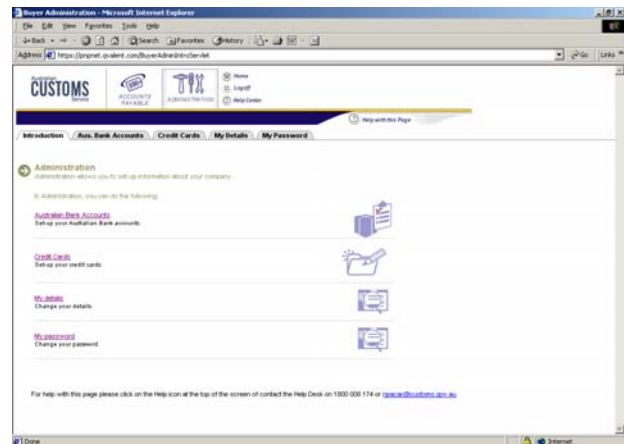 Buyer Administration - Microsoft Internet Explorer
File Edit View Favorites Tools Help
Back Search Favorites History
Address https://pnpnet.qvalent.com/BuyerAdminIntroServlet Go Links
Australian
CUSTOMS
Service
ACCOUNTS
PAYABLE
ADMINISTRATION
Home
Logoff
Help Center
Help with this Page
Introduction Aus. Bank Accounts Credit Cards My Details My Password
Administration
Administration allows you to set-up information about your company.
In Administration, you can do the following:
Australian Bank Accounts
Set-up your Australian Bank accounts.
Credit Cards
Set-up your credit cards.
My details
Change your details.
My password
Change your password.
For help with this page please click on the Help icon at the top of the screen of contact the Help Desk on 1800 008 174 or
Done Internet